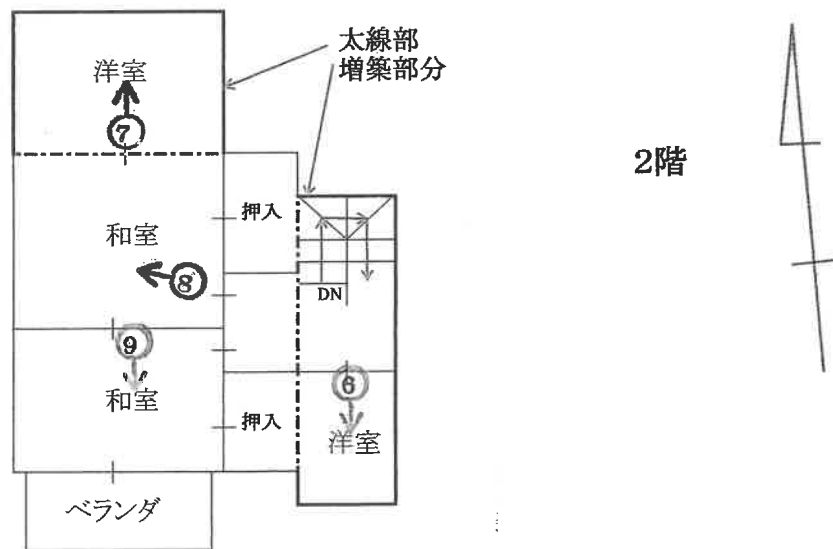 太線部
増築部分
洋室
⑦
2階
押入
和室
⑧
DN
⑨
和室
⑥
押入
洋室
ベランダ